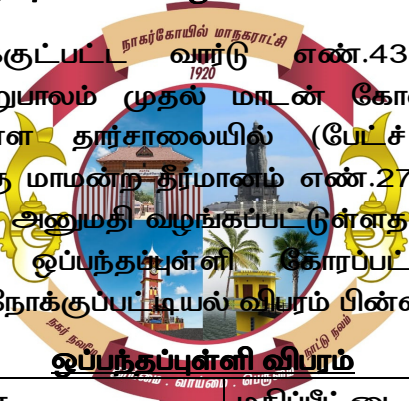 நாகர்கோயில் மாநகராட்சி
க்குட்பட்ட வார்டு எண்.43
1920
றுபாலம் முதல் மாடன் கோ
ள தார்சாலையில் (பேட்ச்
மாமன்ற தீர்மானம் எண்.27
அனுமதி வழங்கப்பட்டுள்ளத
ஒப்பந்தப்புள்ளி கோரப்பட்
நோக்குப்பட்டியல் விபரம் பின்
நாட்டு நலம்
ஒப்பந்தப்புள்ளி விபரம்
வாய்மை